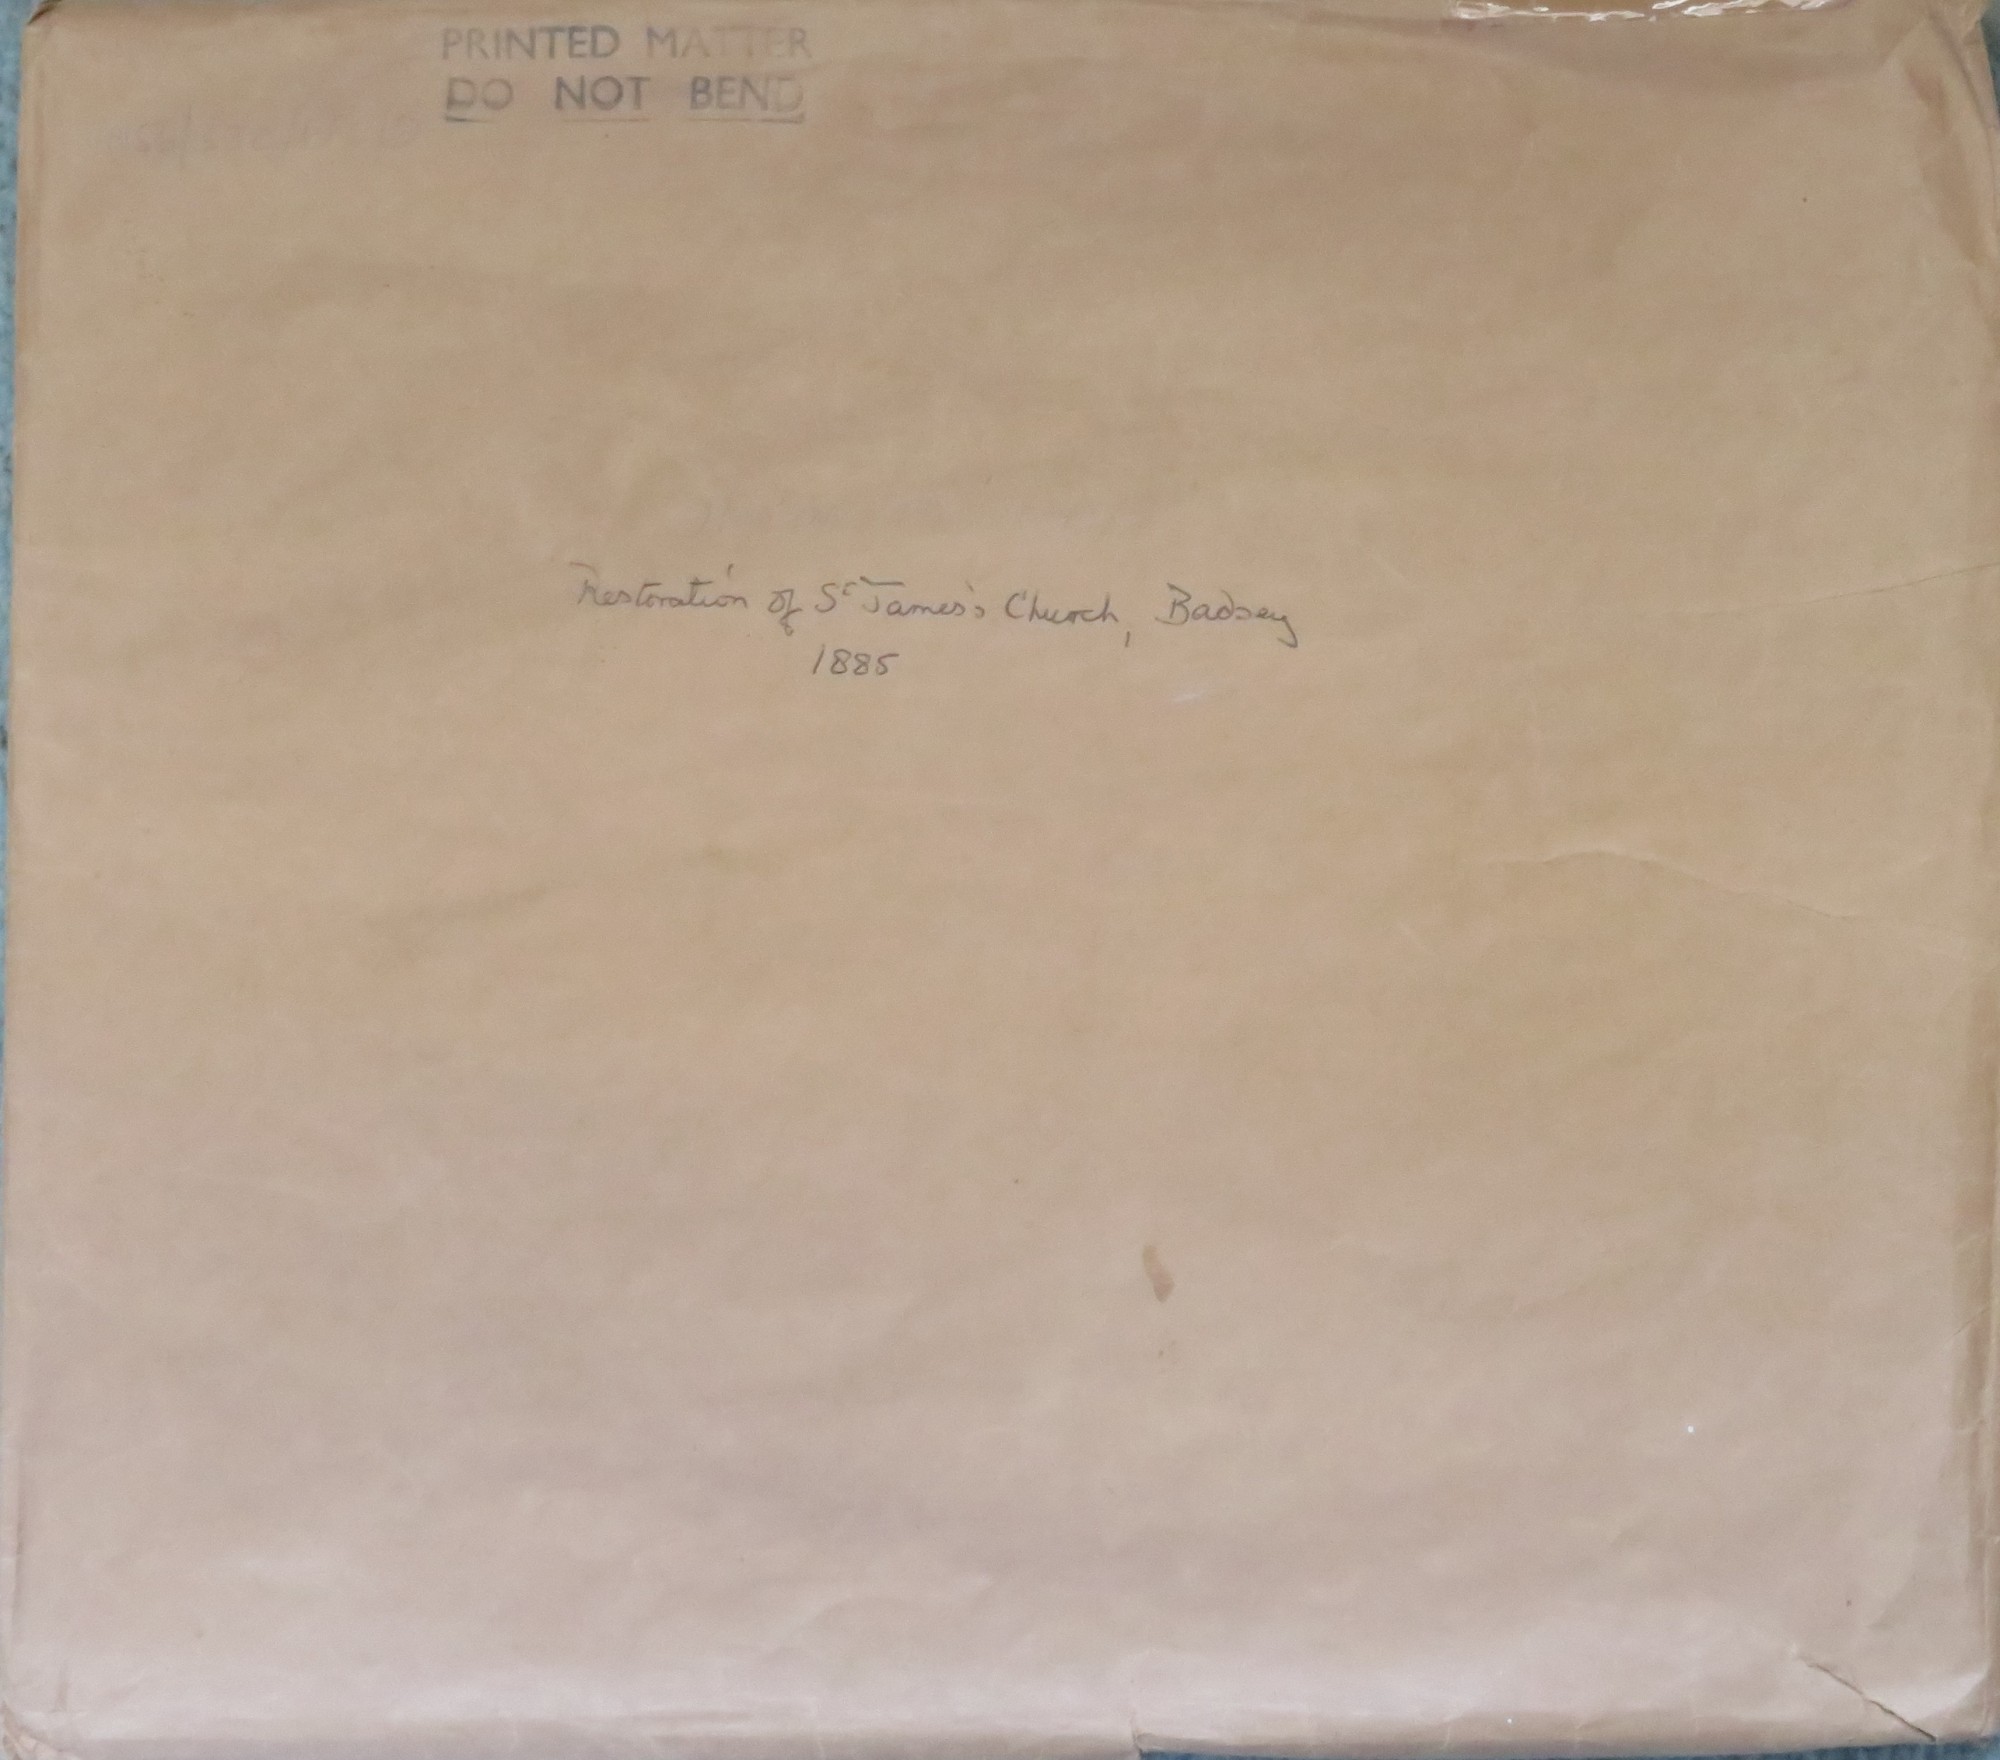 PRINTED MATTER
DO NOT BEND
Restoration of St James's Church, Badsey
1885